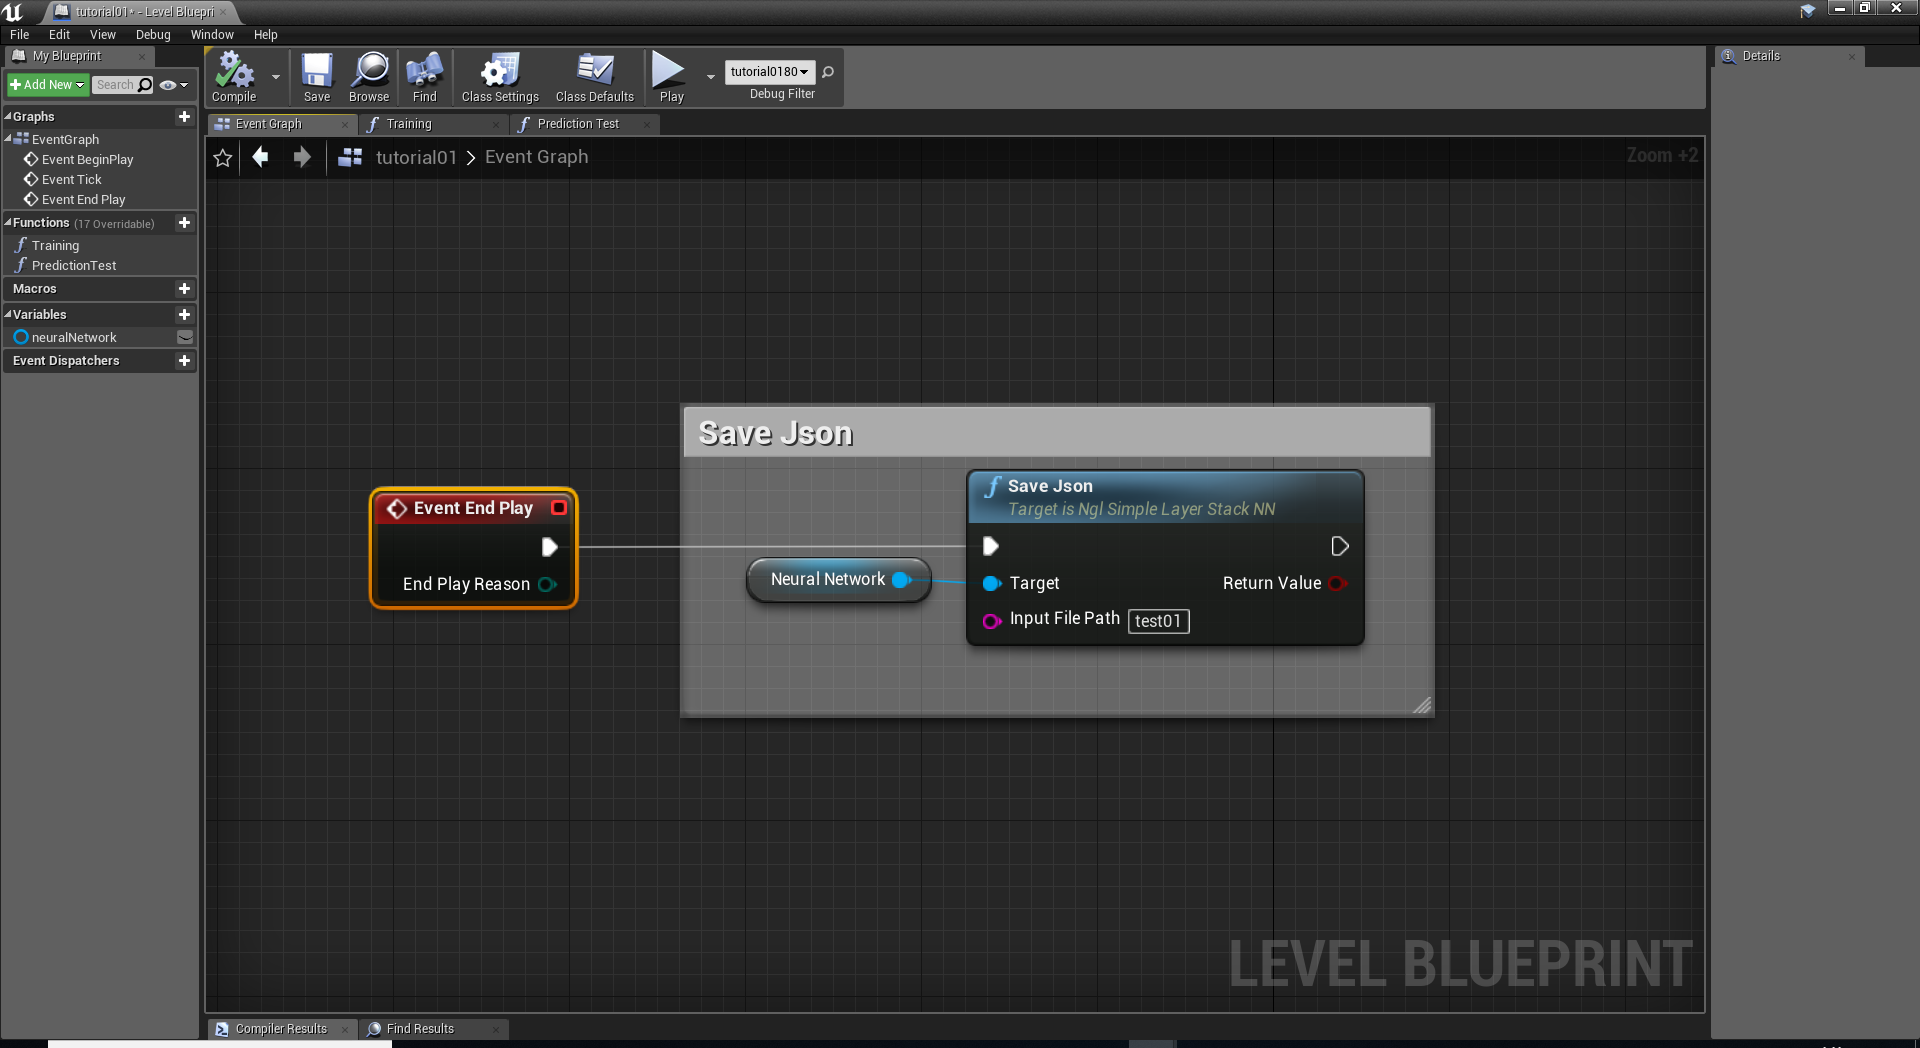 tutorial01* - Level Bluepri
File Edit View Debug Window Help
My Blueprint
Details
Add New
Search
Compile
Save
Browse
Find
Class Settings
Class Defaults
Play
tutorial0180
Debug Filter
Graphs
EventGraph
Event BeginPlay
Event Tick
Event End Play
Functions (17 Overridable)
Training
PredictionTest
Macros
Variables
neuralNetwork
Event Dispatchers
Event Graph
Training
Prediction Test
tutorial01 > Event Graph
Zoom +2
Save Json
Event End Play
End Play Reason
Neural Network
Save Json
Target is Ngl Simple Layer Stack NN
Target
Return Value
Input File Path test01
LEVEL BLUEPRINT
Compiler Results
Find Results